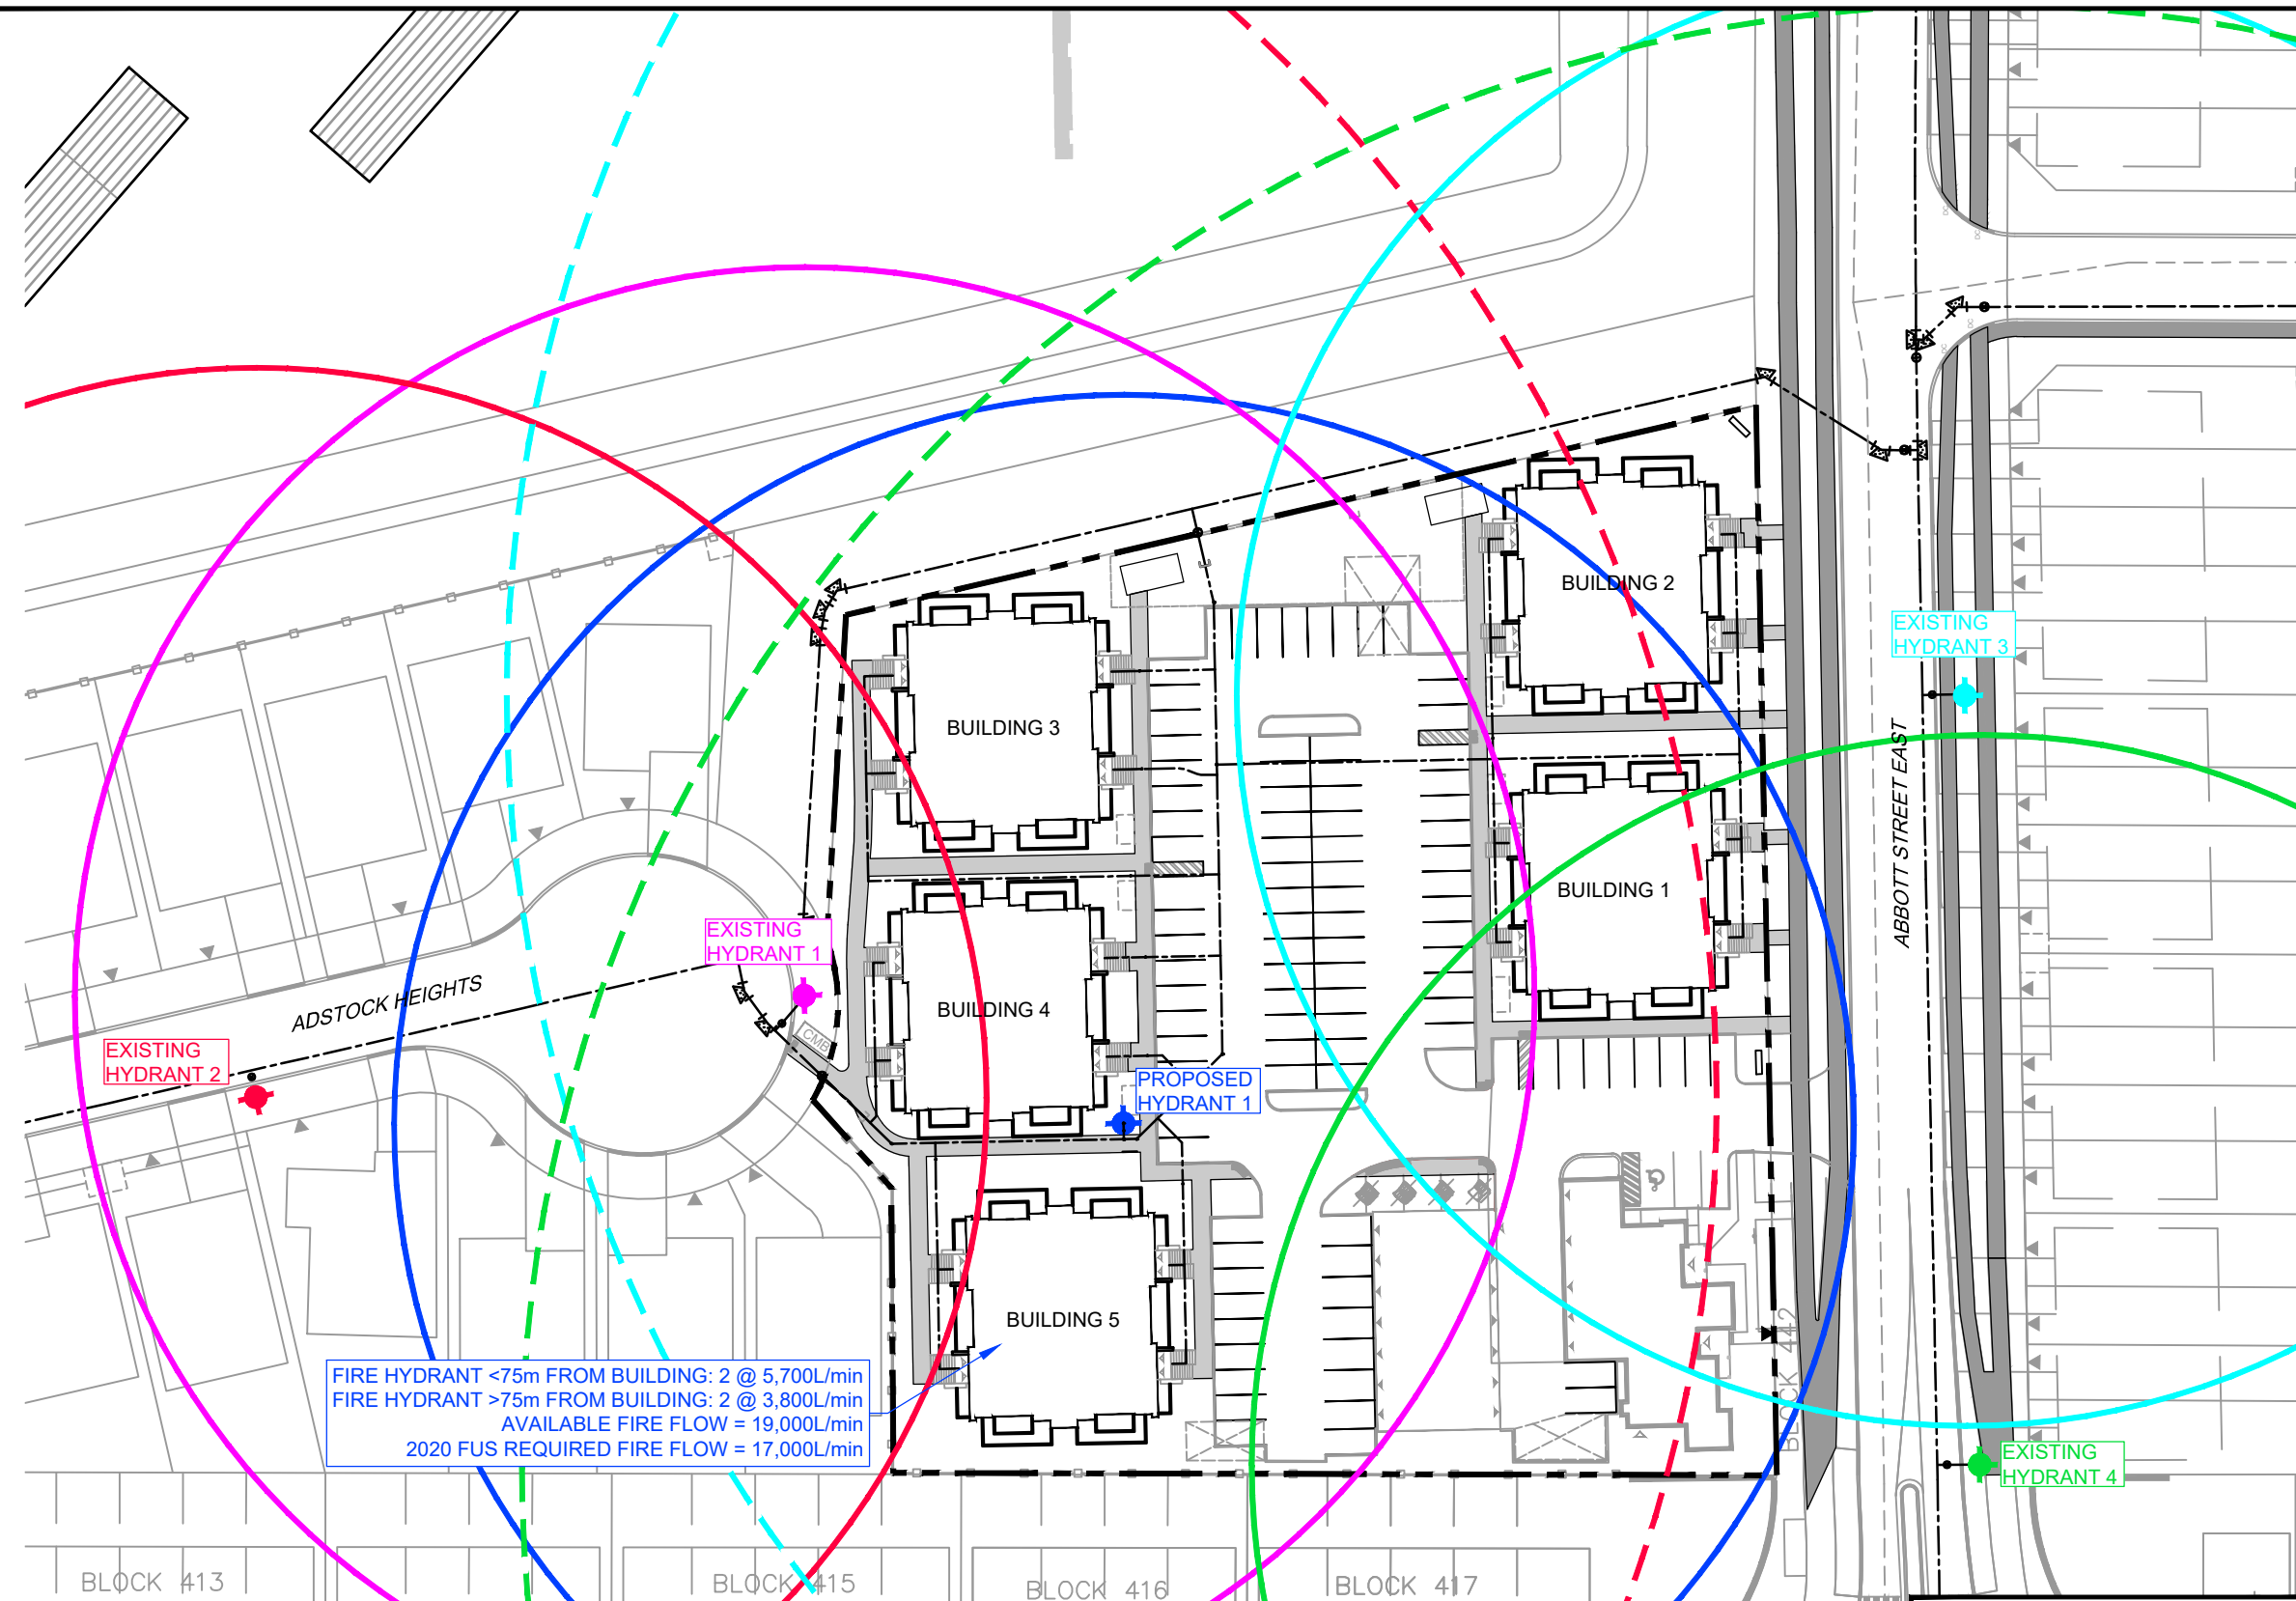 BUILDING 2
EXISTING
HYDRANT 3
BUILDING 3
ABBOTT STREET EAST
BUILDING 1
EXISTING
HYDRANT 1
ADSTOCK HEIGHTS
BUILDING 4
CMB
EXISTING
HYDRANT 2
PROPOSED
HYDRANT 1
BUILDING 5
FIRE HYDRANT <75m FROM BUILDING: 2 @ 5,700L/min
FIRE HYDRANT >75m FROM BUILDING: 2 @ 3,800L/min
AVAILABLE FIRE FLOW = 19,000L/min
2020 FUS REQUIRED FIRE FLOW = 17,000L/min
BLOCK 442
EXISTING
HYDRANT 4
BLOCK 413
BLOCK 415
BLOCK 416
BLOCK 417